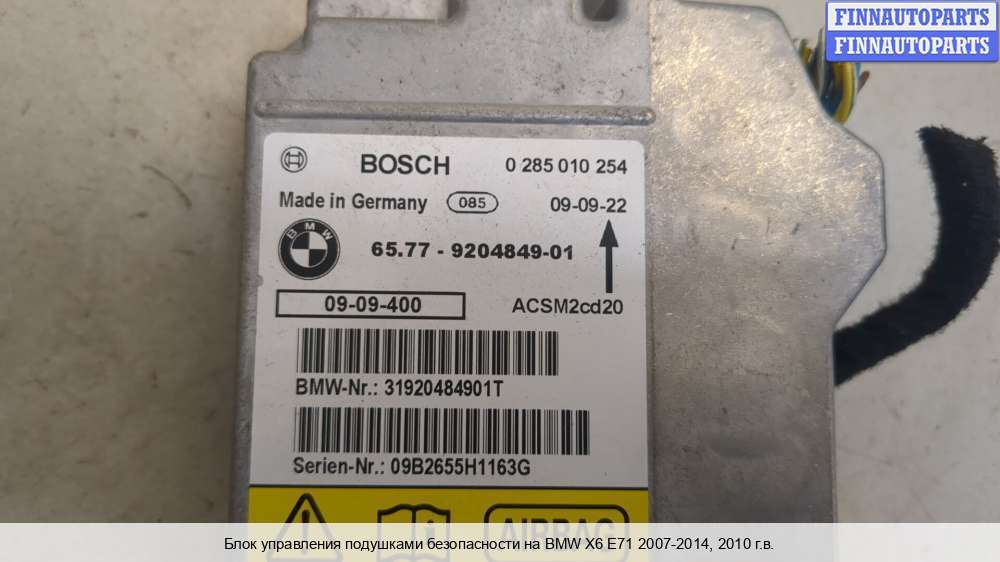 FINNAUTOPARTS
FINNAUTOPARTS
BOSCH 0 285 010 254
Made in Germany 085 09-09-22
BMW 65.77 - 9204849-01
09-09-400 ACSM2cd20
BMW-Nr.: 31920484901T
Serien-Nr.: 09B2655H1163G
AIRBAG
Блок управления подушками безопасности на BMW X6 E71 2007-2014, 2010 г.в.